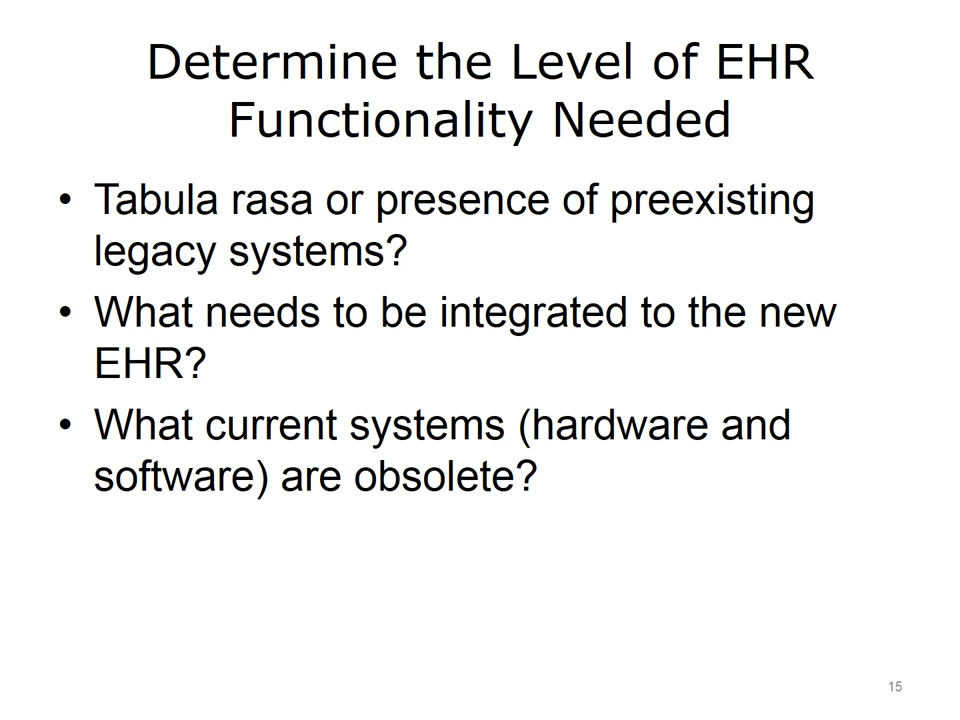 Determine the Level of EHR
Functionality Needed
• Tabula rasa or presence of preexisting
legacy systems?
• What needs to be integrated to the new
EHR?
• What current systems (hardware and
software) are obsolete?
15